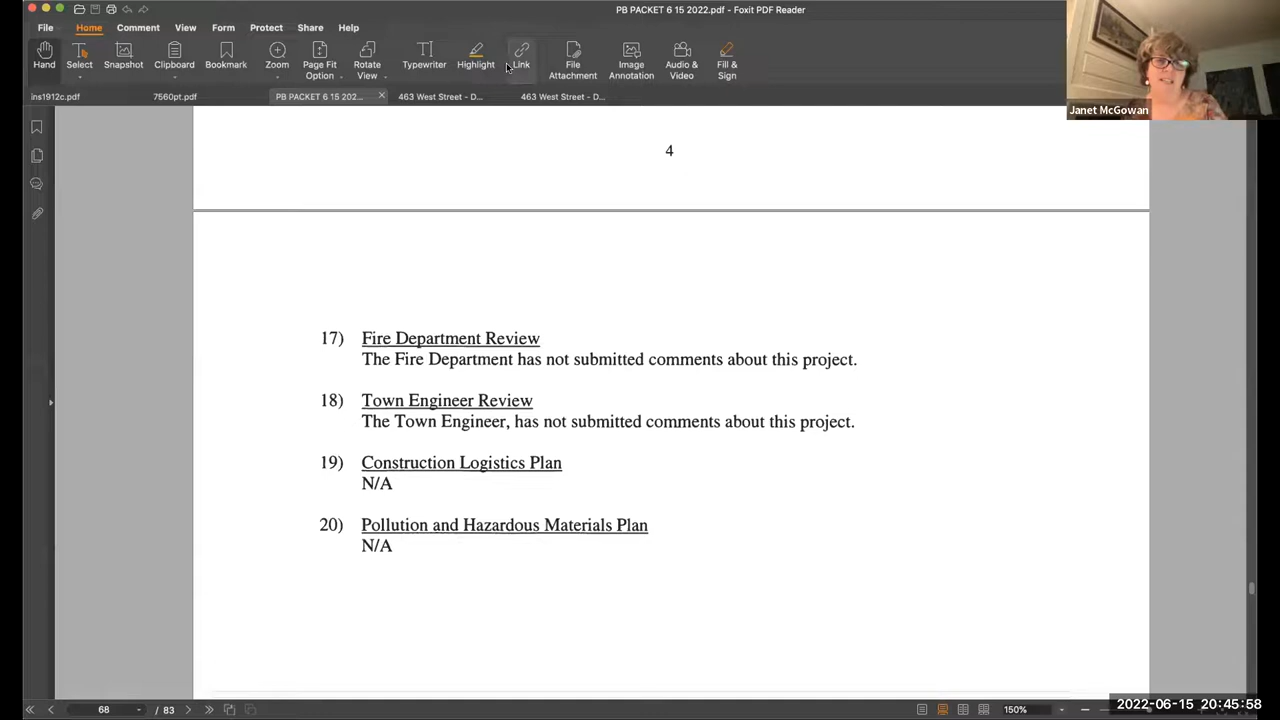 PB PACKET 6 15 2022.pdf - Foxit PDF Reader
File Home Comment View Form Protect Share Help
Hand Select Snapshot Clipboard Bookmark Zoom Page Fit Option Rotate View Typewriter Highlight Link File Attachment Image Annotation Audio & Video Fill & Sign
Janet McGowan
ins1912c.pdf 7560pt.pdf PB PACKET 6 15 202... 463 West Street - D... 463 West Street - D...
4
17) Fire Department Review
The Fire Department has not submitted comments about this project.
18) Town Engineer Review
The Town Engineer, has not submitted comments about this project.
19) Construction Logistics Plan
N/A
20) Pollution and Hazardous Materials Plan
N/A
68 / 83 150%
2022-06-15 20:45:58